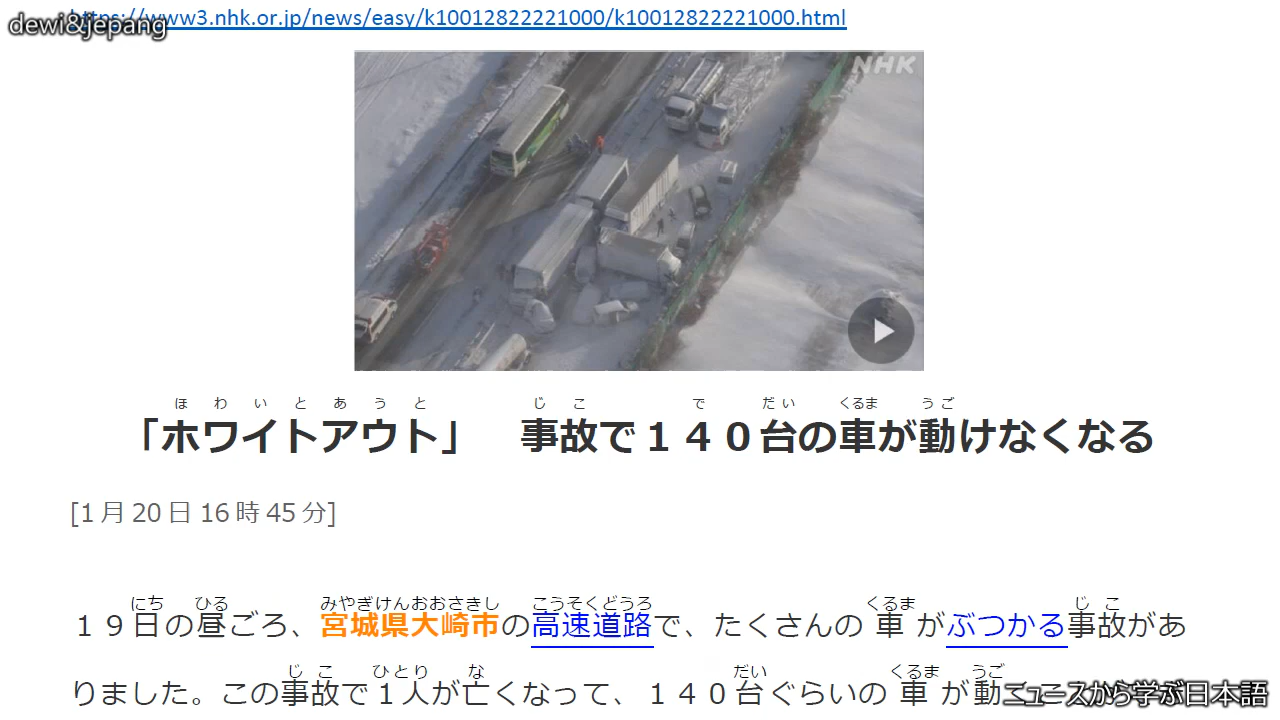 https://www3.nhk.or.jp/news/easy/k10012822221000/k10012822221000.html
dewi&jepang
NHK
ほわいとあうと じこ で だい くるま うご
「ホワイトアウト」 事故で１４０台の車が動けなくなる
[1月20日16時45分]
にち ひる みやぎけんおおさきし こうそくどうろ くるま じこ
１９日の昼ごろ、宮城県大崎市の高速道路で、たくさんの車がぶつかる事故があ
じこ ひとり な だい くるま うご
りました。この事故で１人が亡くなって、１４０台ぐらいの車が動
ニュースから学ぶ日本語